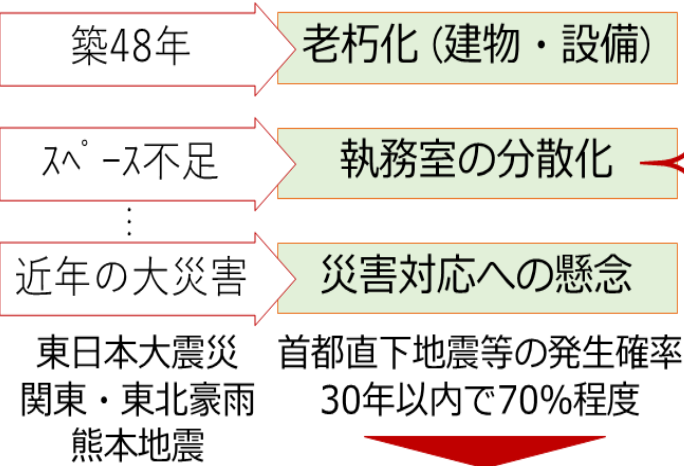 築48年
老朽化(建物・設備)
ｽﾍﾟｰｽ不足
執務室の分散化
⋮
近年の大災害
災害対応への懸念
東日本大震災
関東・東北豪雨
熊本地震
首都直下地震等の発生確率
30年以内で70%程度